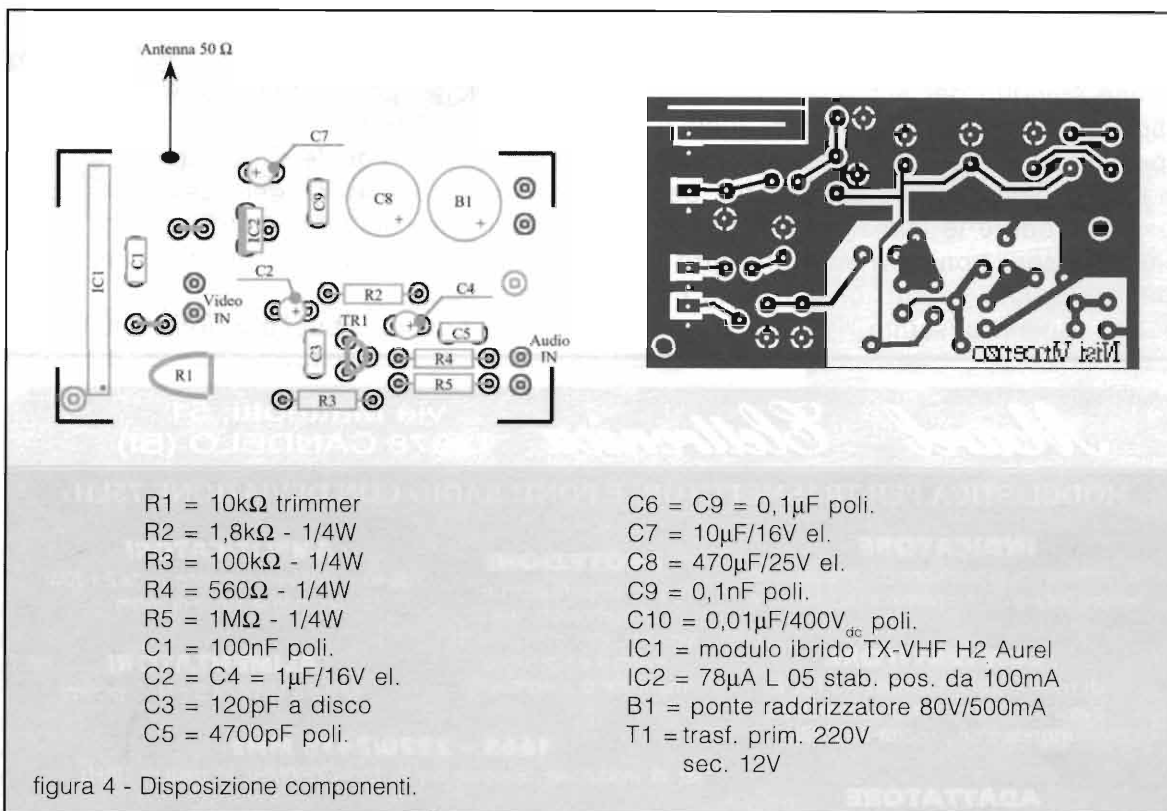 Antenna 50 Ω
C7
C9
C8
B1
IC2
C1
IC1
C2
R2
C4
Video
IN
TR1
C3
C5
Audio
IN
R1
R4
R5
R3
Nisi Vincenzo
R1 = 10kΩ trimmer
R2 = 1,8kΩ - 1/4W
R3 = 100kΩ - 1/4W
R4 = 560Ω - 1/4W
R5 = 1MΩ - 1/4W
C1 = 100nF poli.
C2 = C4 = 1µF/16V el.
C3 = 120pF a disco
C5 = 4700pF poli.
C6 = C9 = 0,1µF poli.
C7 = 10µF/16V el.
C8 = 470µF/25V el.
C9 = 0,1nF poli.
C10 = 0,01µF/400Vdc poli.
IC1 = modulo ibrido TX-VHF H2 Aurel
IC2 = 78µA L 05 stab. pos. da 100mA
B1 = ponte raddrizzatore 80V/500mA
T1 = trasf. prim. 220V
sec. 12V
figura 4 - Disposizione componenti.